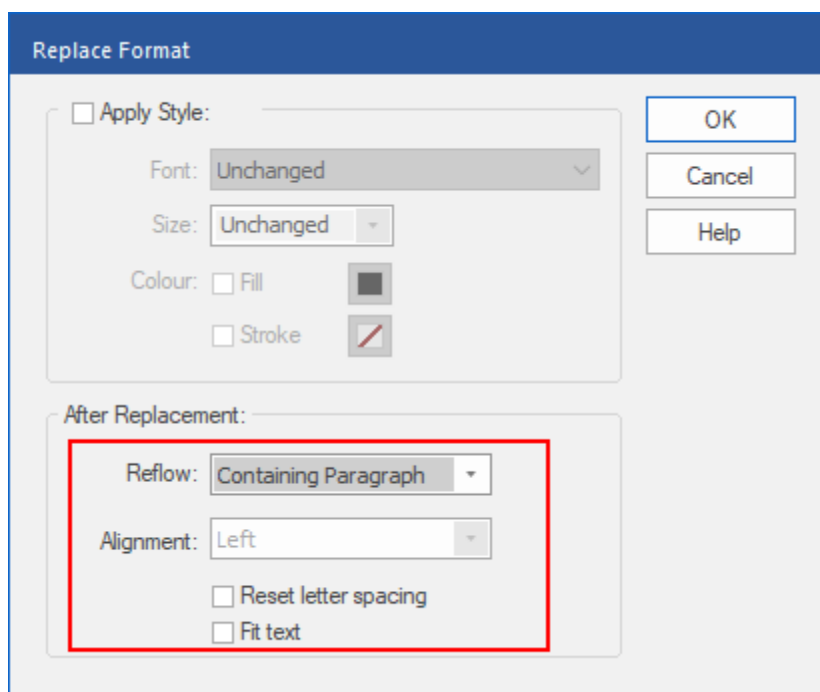 Replace Format
Apply Style:
OK
Font: Unchanged
Cancel
Size: Unchanged
Help
Colour: Fill
Stroke
After Replacement:
Reflow: Containing Paragraph
Alignment: Left
Reset letter spacing
Fit text